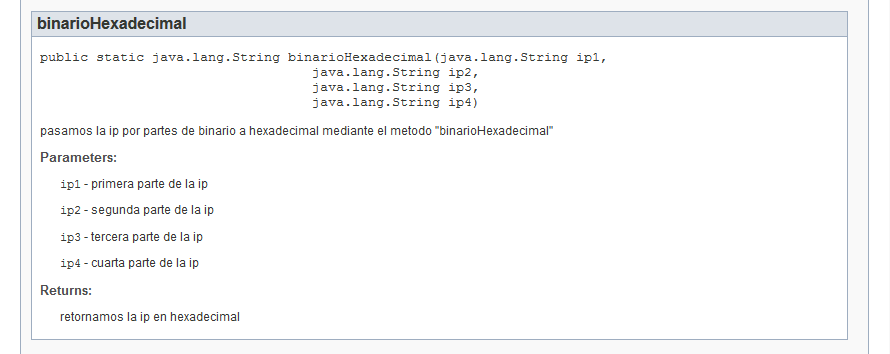 binarioHexadecimal
public static java.lang.String binarioHexadecimal(java.lang.String ip1,
java.lang.String ip2,
java.lang.String ip3,
java.lang.String ip4)
pasamos la ip por partes de binario a hexadecimal mediante el metodo "binarioHexadecimal"
Parameters:
ip1 - primera parte de la ip
ip2 - segunda parte de la ip
ip3 - tercera parte de la ip
ip4 - cuarta parte de la ip
Returns:
retornamos la ip en hexadecimal